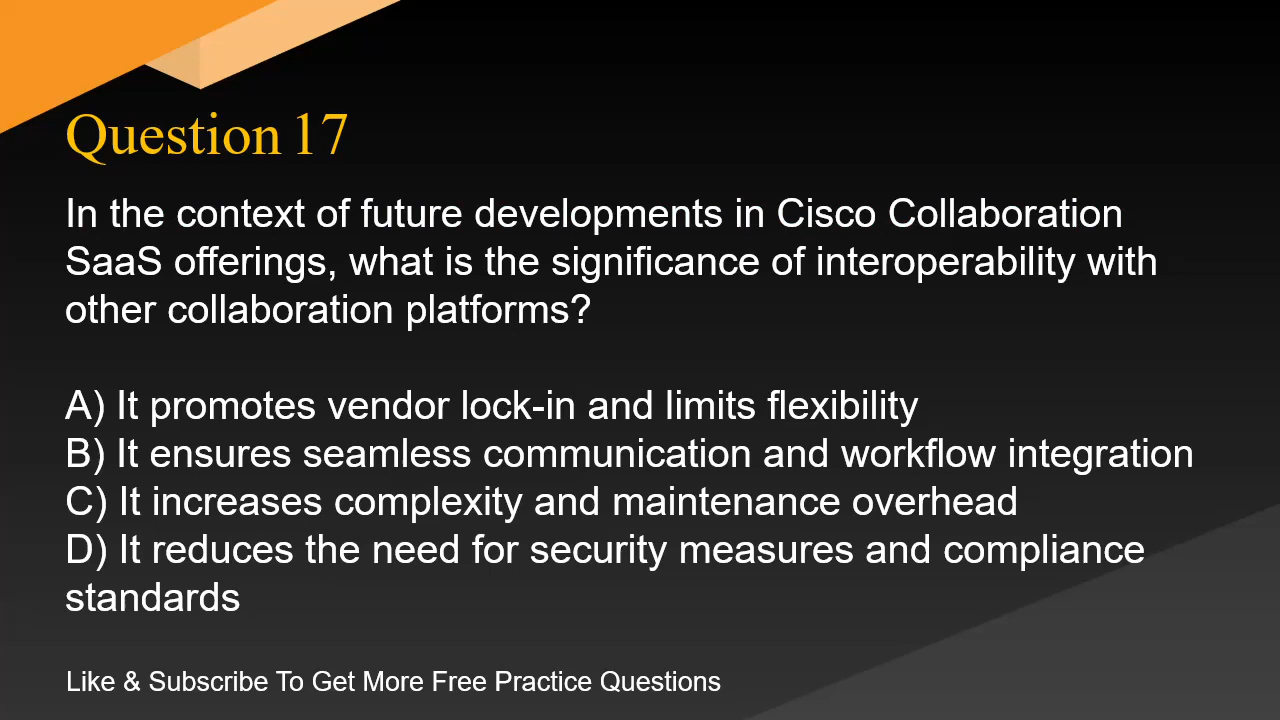 Question 17
In the context of future developments in Cisco Collaboration
SaaS offerings, what is the significance of interoperability with
other collaboration platforms?
A) It promotes vendor lock-in and limits flexibility
B) It ensures seamless communication and workflow integration
C) It increases complexity and maintenance overhead
D) It reduces the need for security measures and compliance
standards
Like & Subscribe To Get More Free Practice Questions